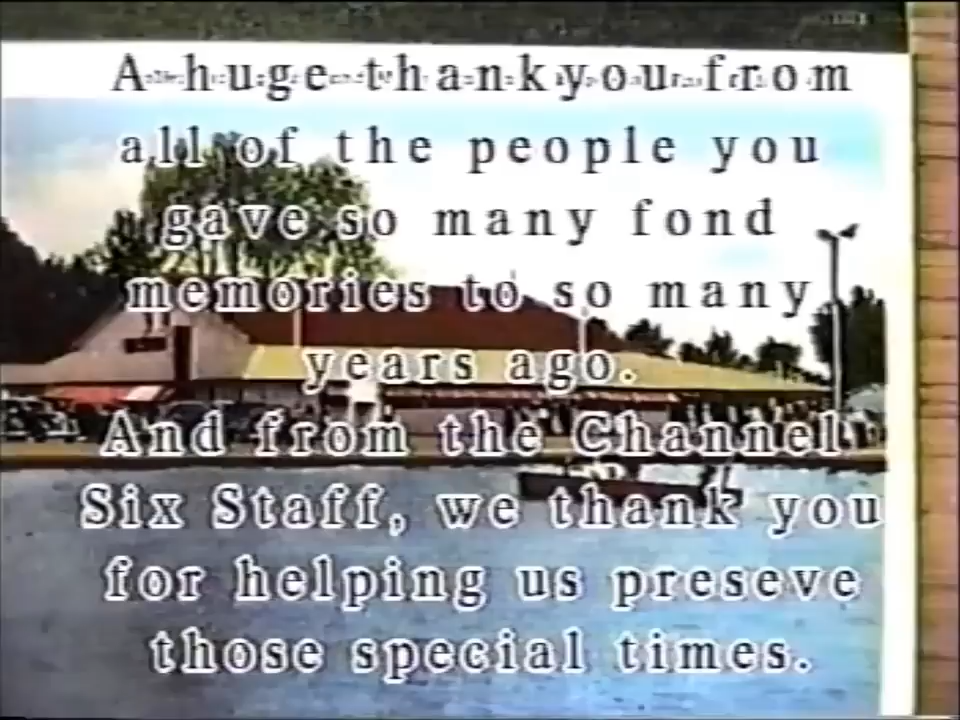 A huge thank you from
all of the people you
gave so many fond
memories to so many
years ago.
And from the Channel
Six Staff, we thank you
for helping us preseve
those special times.